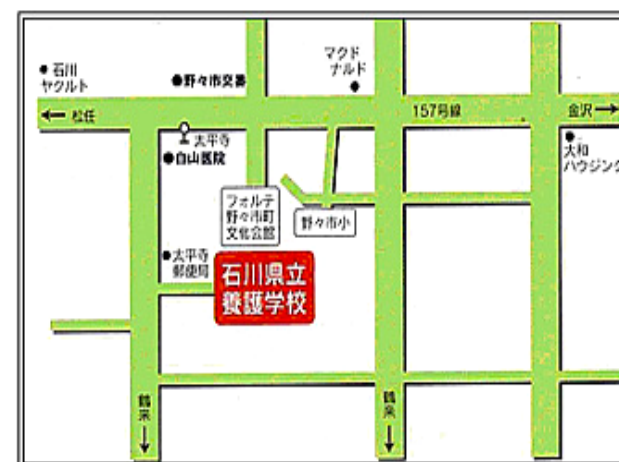 石川
ヤクルト
野々市交番
マクド
ナルド
← 松任
157号線
金沢 →
太平寺
白山医院
大和
ハウジング
フォルテ
野々市町
文化会館
野々市小
太平寺
郵便局
石川県立
養護学校
鶴来
鶴来